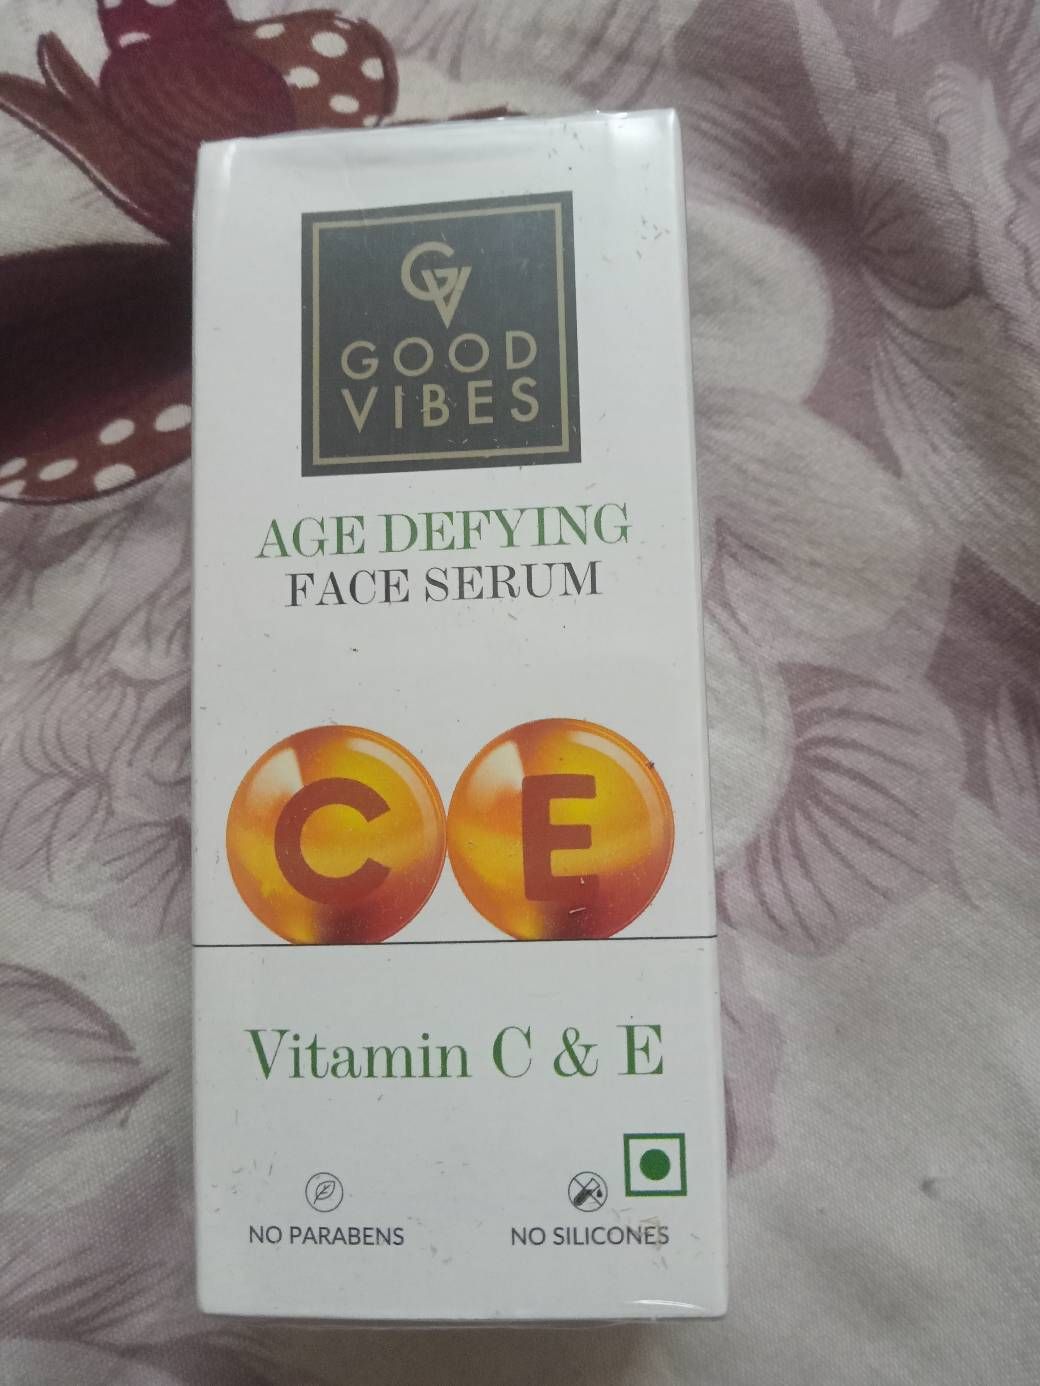 GV
GOOD
VIBES
AGE DEFYING
FACE SERUM
C E
Vitamin C & E
NO PARABENS
NO SILICONES